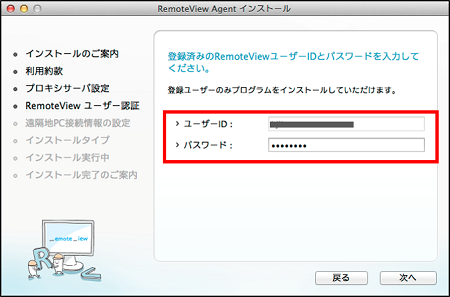 RemoteView Agent インストール
インストールのご案内
利用約款
プロキシサーバ設定
RemoteView ユーザー認証
遠隔地PC接続情報の設定
インストールタイプ
インストール実行中
インストール完了のご案内
登録済みのRemoteViewユーザーIDとパスワードを入力して
ください。
登録ユーザーのみプログラムをインストールしていただけます。
ユーザーID :
パスワード : ••••••••
_emote_iew
R
戻る
次へ